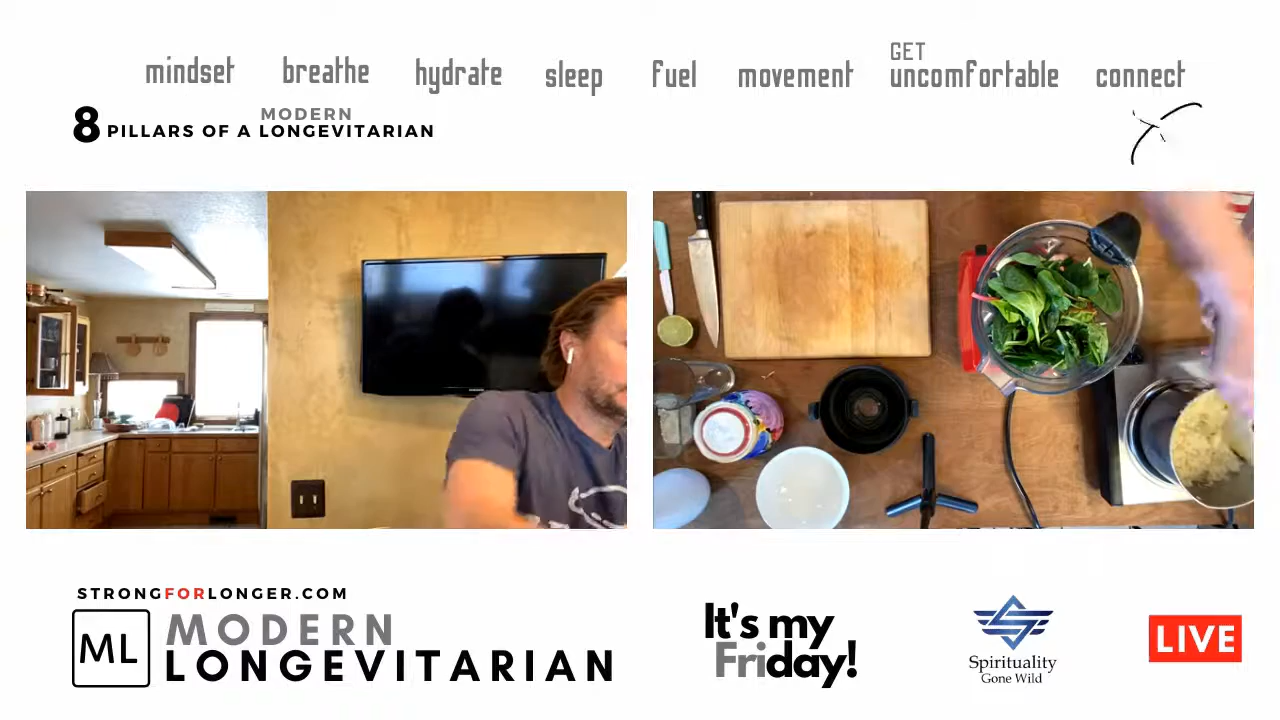 mindset breathe hydrate sleep fuel movement GET uncomfortable connect
MODERN
8 PILLARS OF A LONGEVITARIAN
STRONGFORLONGER.COM
ML MODERN
LONGEVITARIAN
It's my
Friday!
Spirituality
Gone Wild
LIVE